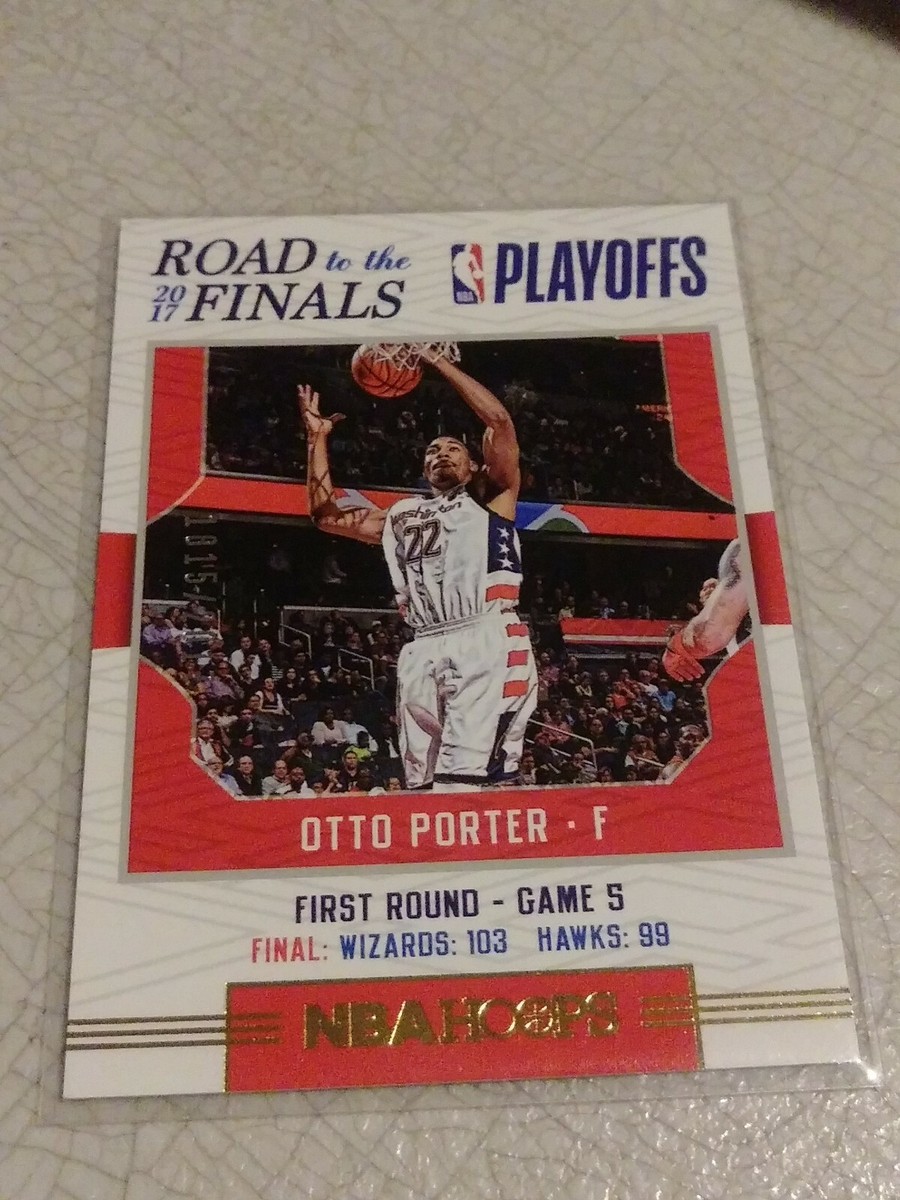 ROAD to the
2017 FINALS
NBA PLAYOFFS
Washington
22
OTTO PORTER · F
FIRST ROUND - GAME 5
FINAL: WIZARDS: 103 HAWKS: 99
NBA HOOPS